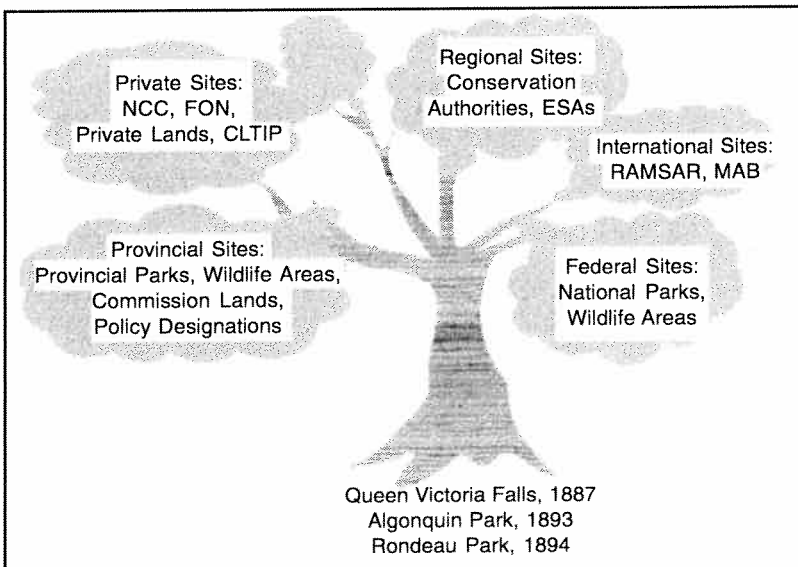 Private Sites:
NCC, FON,
Private Lands, CLTIP
Regional Sites:
Conservation
Authorities, ESAs
International Sites:
RAMSAR, MAB
Provincial Sites:
Provincial Parks, Wildlife Areas,
Commission Lands,
Policy Designations
Federal Sites:
National Parks,
Wildlife Areas
Queen Victoria Falls, 1887
Algonquin Park, 1893
Rondeau Park, 1894